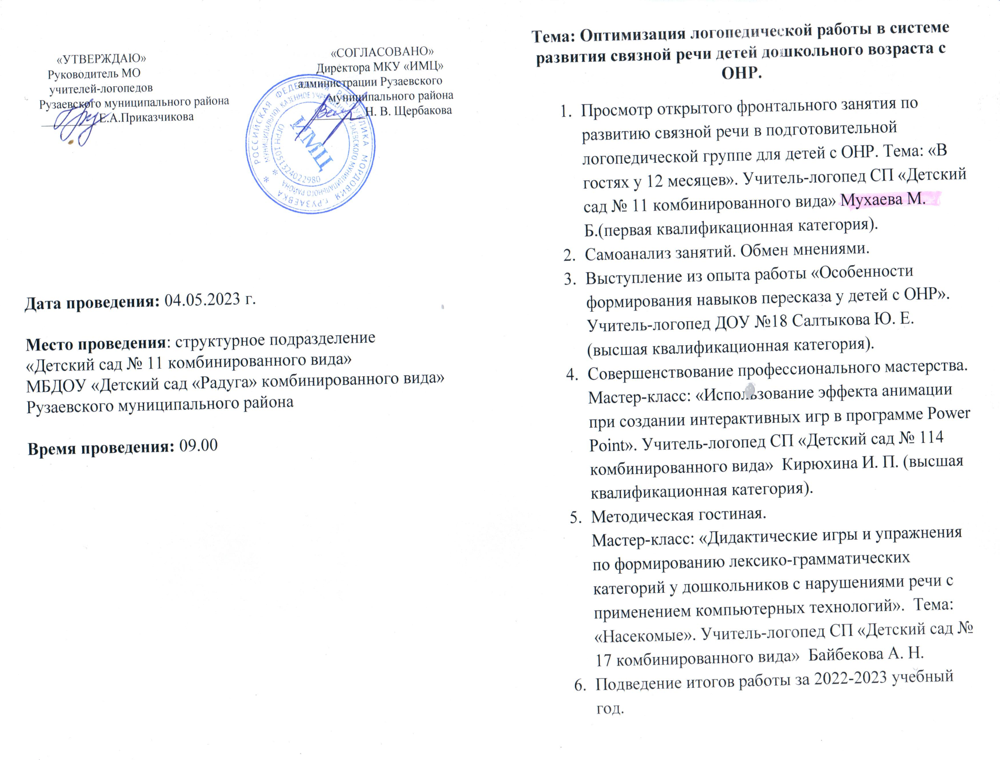 «УТВЕРЖДАЮ»
Руководитель МО
учителей-логопедов
Рузаевского муниципального района
Е.А.Приказчикова
«СОГЛАСОВАНО»
Директора МКУ «ИМЦ»
администрации Рузаевского
муниципального района
Н. В. Щербакова
РОССИЙСКАЯ ФЕДЕРАЦИЯ РЕСПУБЛИКА МОРДОВИЯ г.РУЗАЕВКА
МУНИЦИПАЛЬНОЕ КАЗЕННОЕ УЧРЕЖДЕНИЕ РУЗАЕВСКОГО МУНИЦИПАЛЬНОГО РАЙОНА
ОГРН 1051324022980
ИМЦ
Дата проведения: 04.05.2023 г.
Место проведения: структурное подразделение
«Детский сад № 11 комбинированного вида»
МБДОУ «Детский сад «Радуга» комбинированного вида»
Рузаевского муниципального района
Время проведения: 09.00
Тема: Оптимизация логопедической работы в системе
развития связной речи детей дошкольного возраста с
ОНР.
1. Просмотр открытого фронтального занятия по
развитию связной речи в подготовительной
логопедической группе для детей с ОНР. Тема: «В
гостях у 12 месяцев». Учитель-логопед СП «Детский
сад № 11 комбинированного вида» Мухаева М.
Б.(первая квалификационная категория).
2. Самоанализ занятий. Обмен мнениями.
3. Выступление из опыта работы «Особенности
формирования навыков пересказа у детей с ОНР».
Учитель-логопед ДОУ №18 Салтыкова Ю. Е.
(высшая квалификационная категория).
4. Совершенствование профессионального мастерства.
Мастер-класс: «Использование эффекта анимации
при создании интерактивных игр в программе Power
Point». Учитель-логопед СП «Детский сад № 114
комбинированного вида» Кирюхина И. П. (высшая
квалификационная категория).
5. Методическая гостиная.
Мастер-класс: «Дидактические игры и упражнения
по формированию лексико-грамматических
категорий у дошкольников с нарушениями речи с
применением компьютерных технологий». Тема:
«Насекомые». Учитель-логопед СП «Детский сад №
17 комбинированного вида» Байбекова А. Н.
6. Подведение итогов работы за 2022-2023 учебный
год.